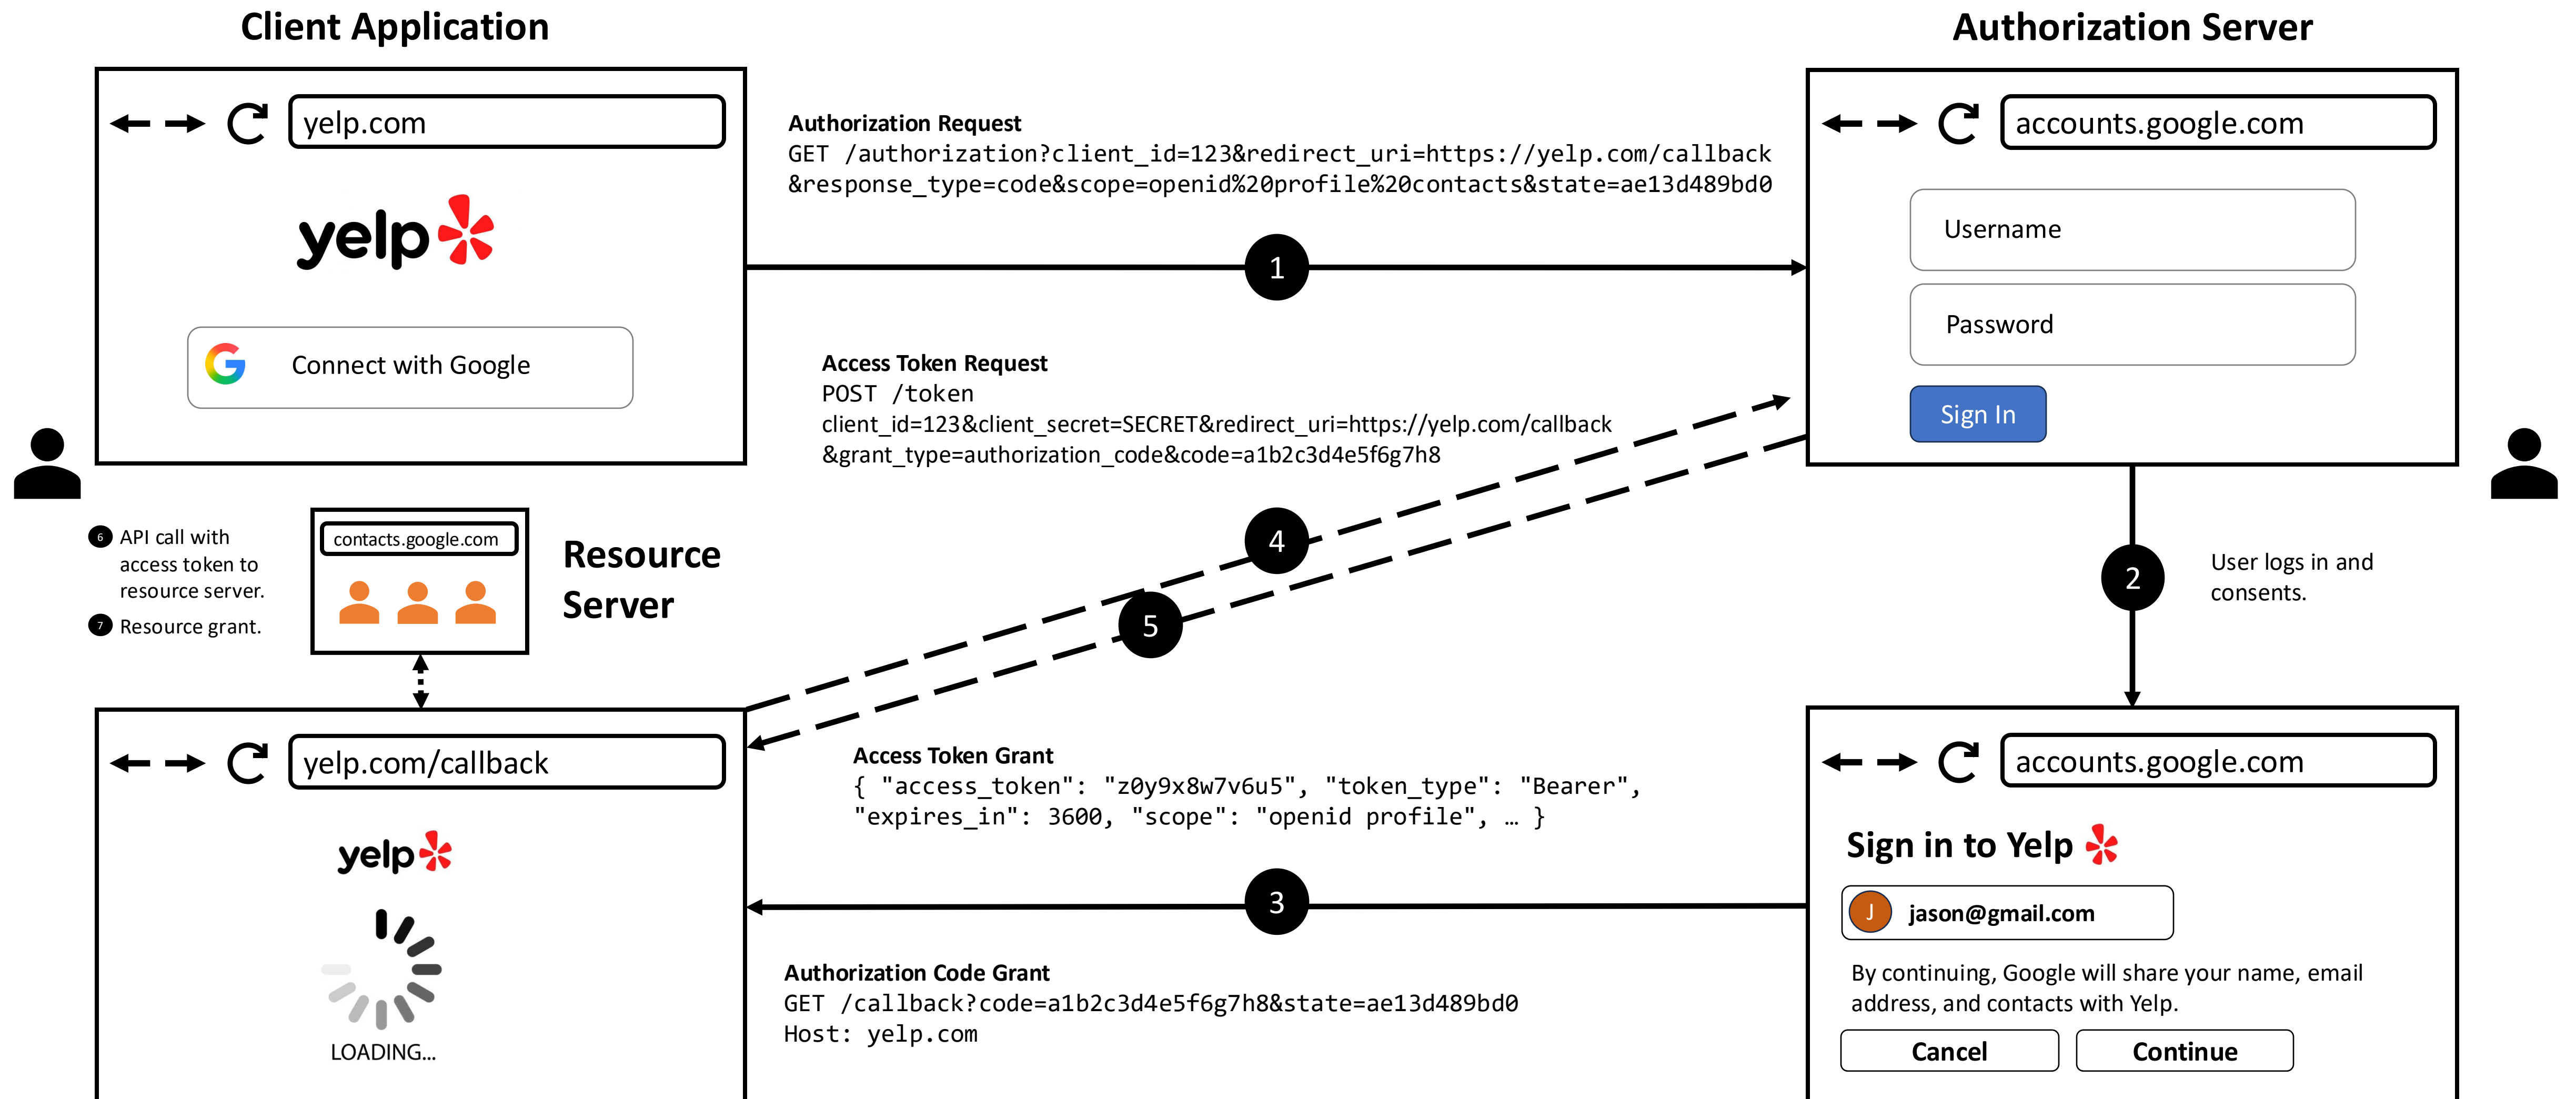 Client Application
Authorization Server
yelp.com
yelp
Connect with Google
Authorization Request
GET /authorization?client_id=123&redirect_uri=https://yelp.com/callback
&response_type=code&scope=openid%20profile%20contacts&state=ae13d489bd0
1
accounts.google.com
Username
Password
Sign In
Access Token Request
POST /token
client_id=123&client_secret=SECRET&redirect_uri=https://yelp.com/callback
&grant_type=authorization_code&code=a1b2c3d4e5f6g7h8
4
5
2
User logs in and
consents.
6 API call with
access token to
resource server.
7 Resource grant.
contacts.google.com
Resource
Server
yelp.com/callback
yelp
LOADING...
Access Token Grant
{ "access_token": "z0y9x8w7v6u5", "token_type": "Bearer",
"expires_in": 3600, "scope": "openid profile", … }
3
Authorization Code Grant
GET /callback?code=a1b2c3d4e5f6g7h8&state=ae13d489bd0
Host: yelp.com
accounts.google.com
Sign in to Yelp
J jason@gmail.com
By continuing, Google will share your name, email
address, and contacts with Yelp.
Cancel
Continue